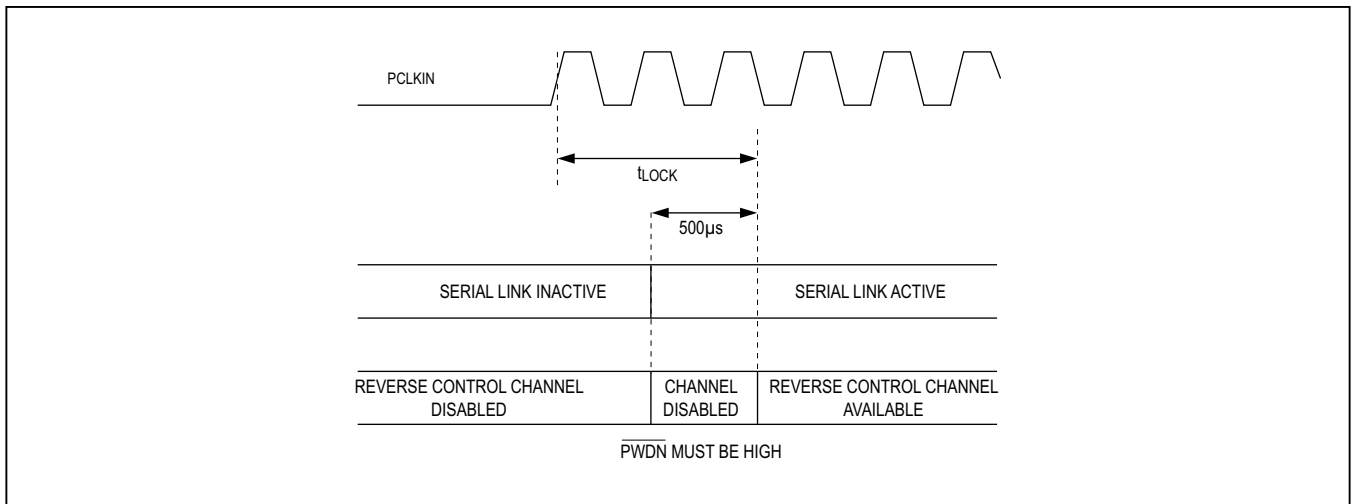 PCLKIN
tLOCK
500µs
SERIAL LINK INACTIVE
SERIAL LINK ACTIVE
REVERSE CONTROL CHANNEL
DISABLED
CHANNEL
DISABLED
REVERSE CONTROL CHANNEL
AVAILABLE
PWDN MUST BE HIGH